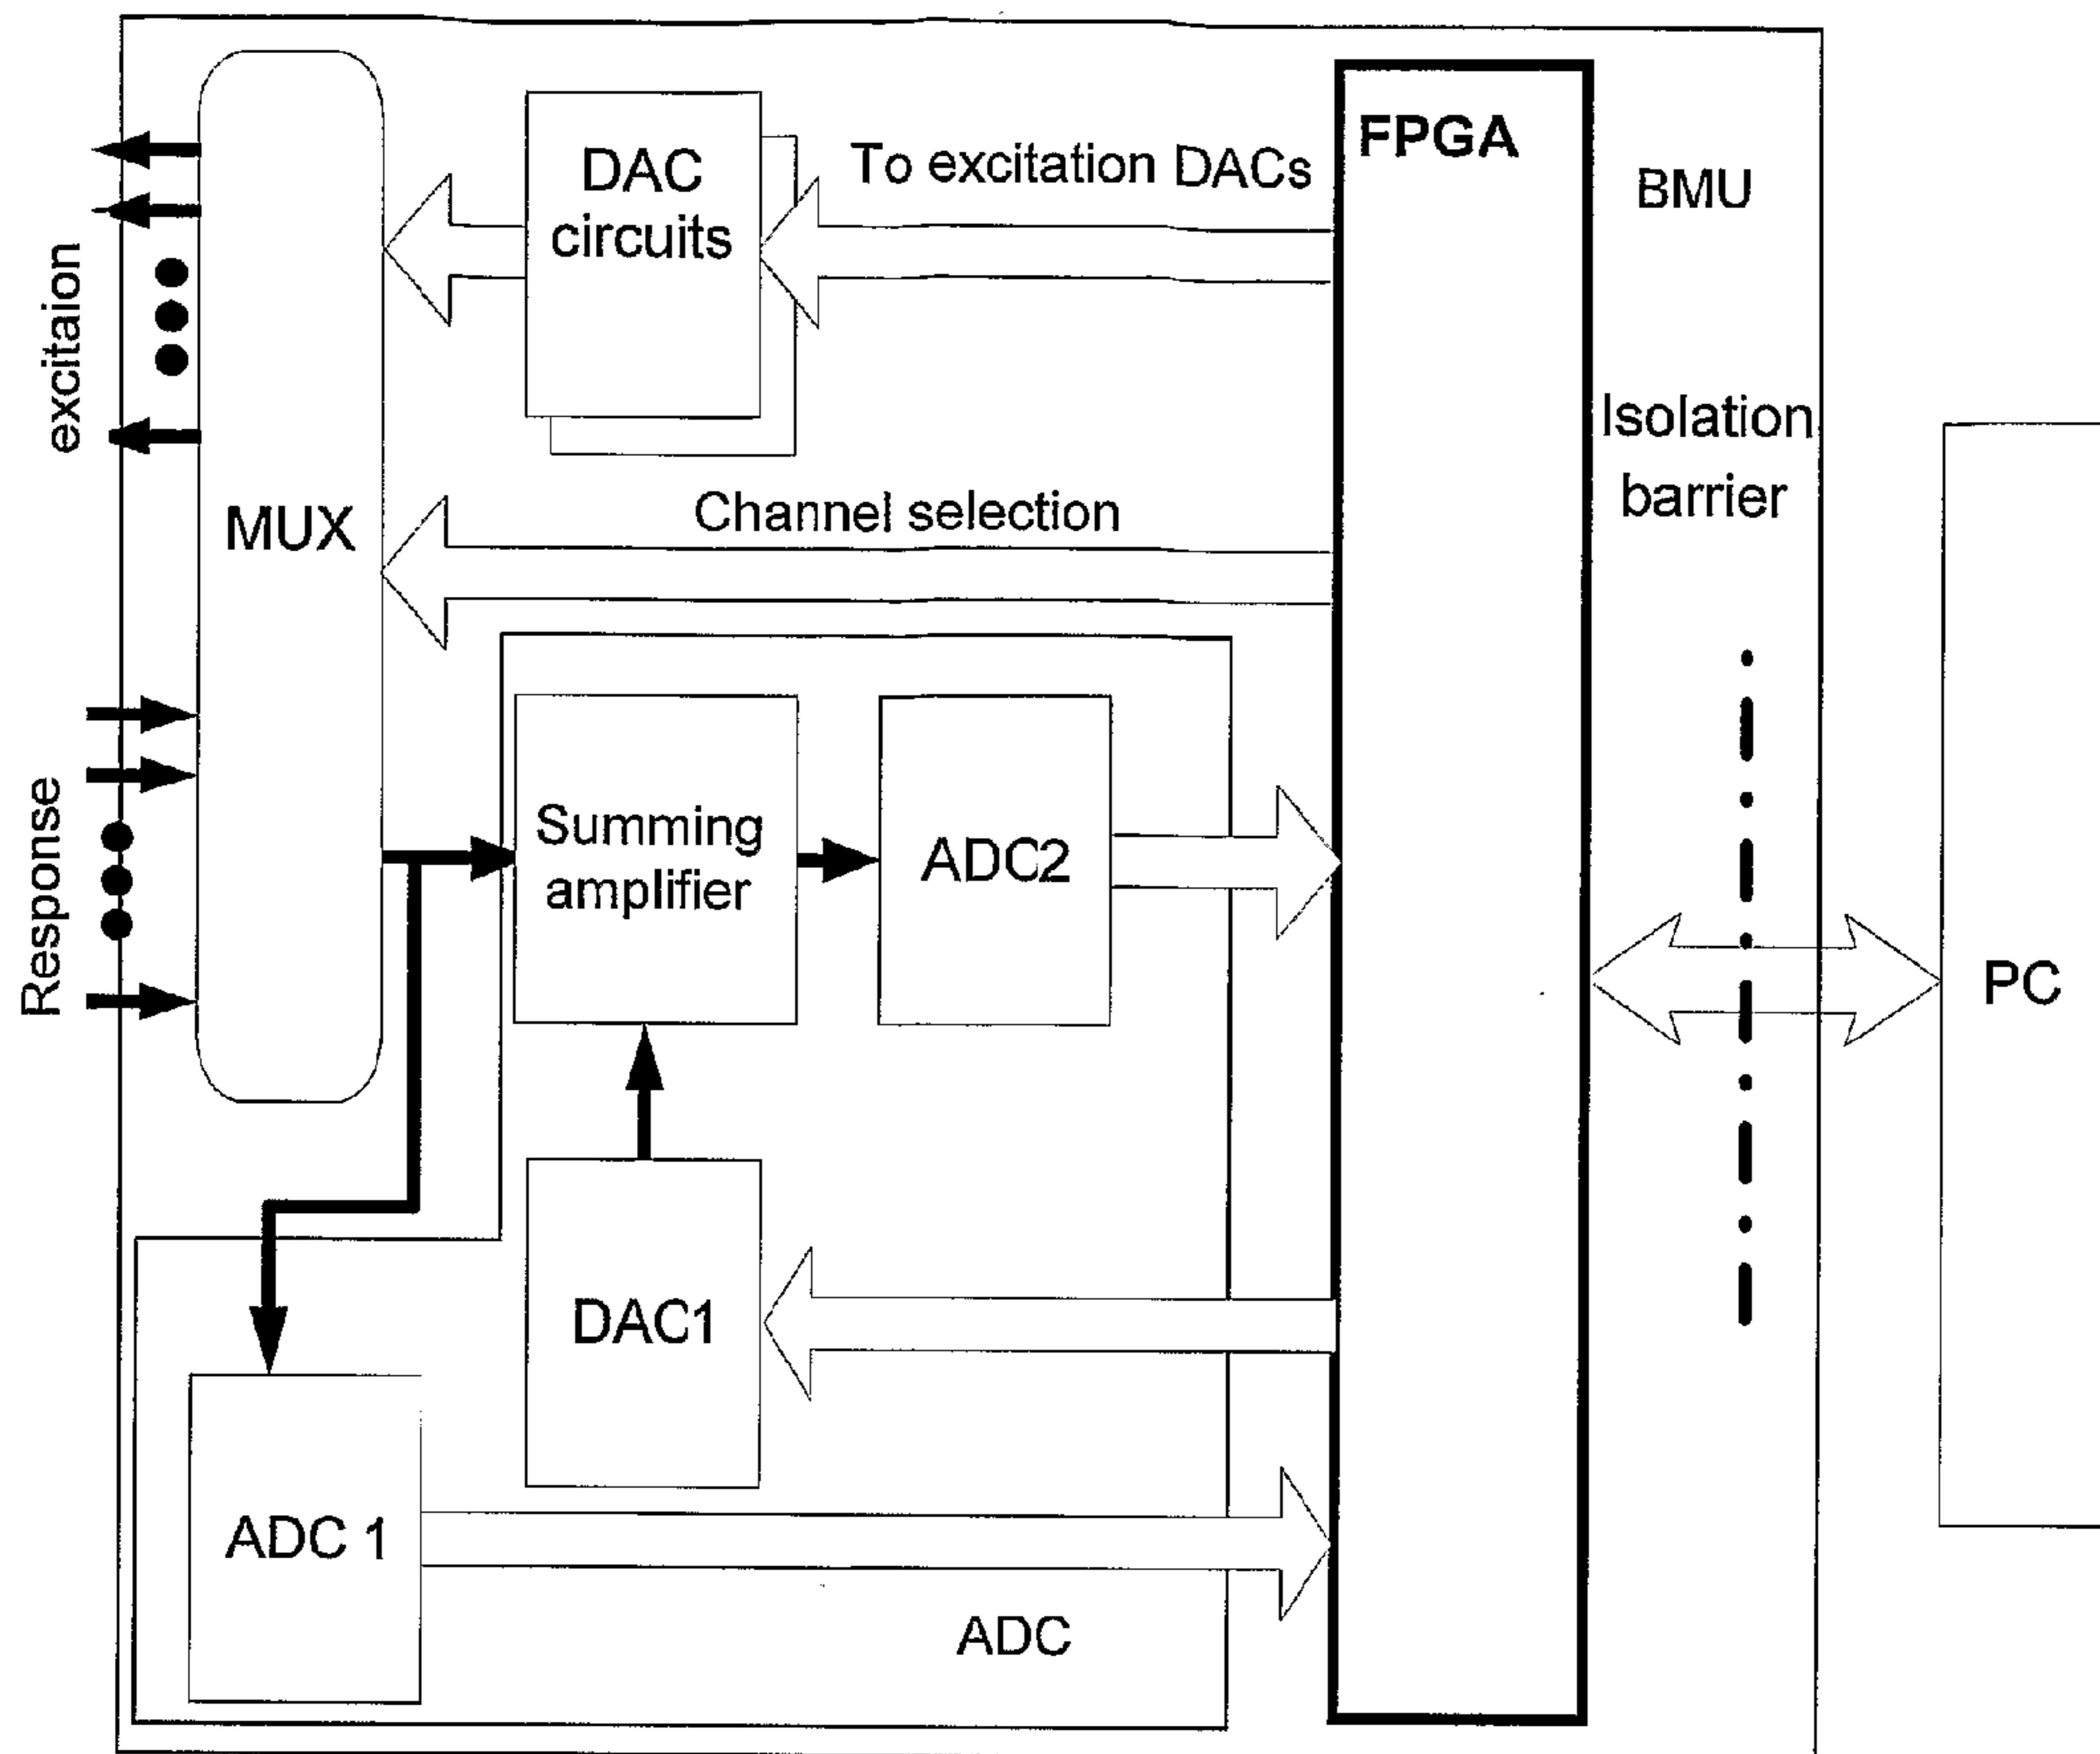 DAC
circuits
To excitation DACs
FPGA
BMU
excitaion
Isolation
barrier
MUX
Channel selection
Response
Summing
amplifier
ADC2
PC
DAC1
ADC 1
ADC